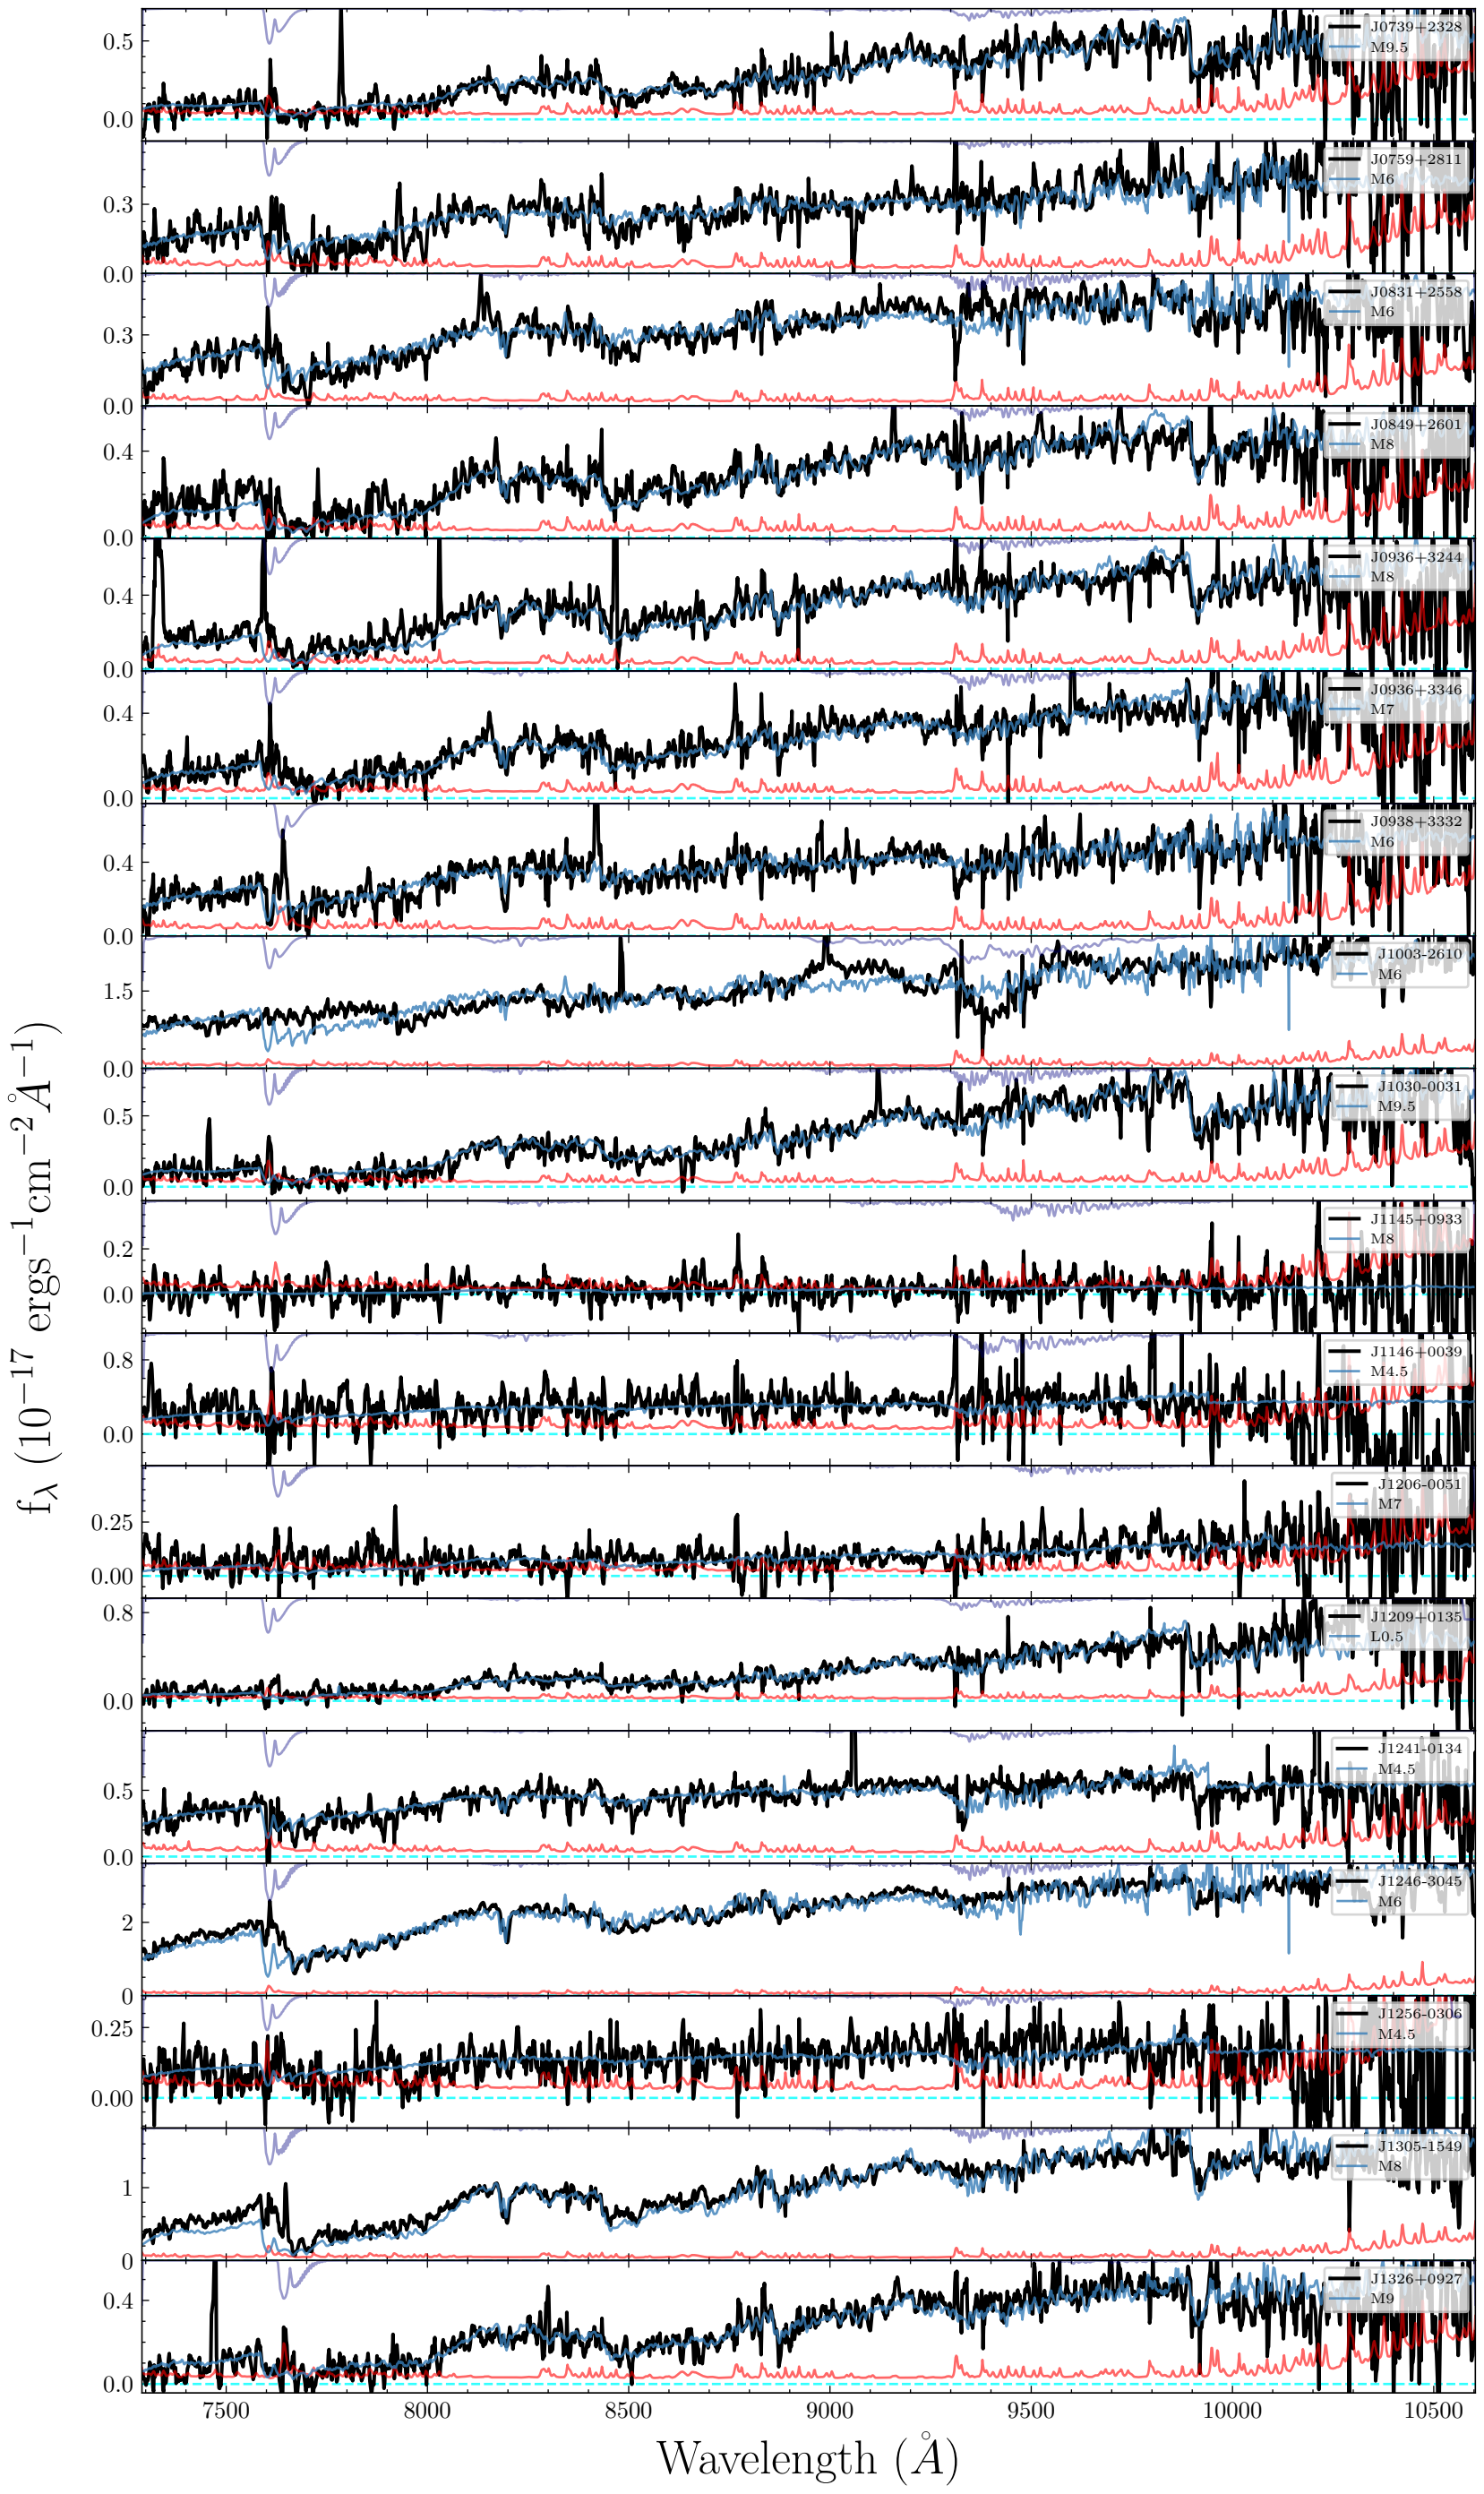 0.5
0.0
J0739+2328
M9.5
0.3
0.0
J0759+2811
M6
0.3
0.0
J0831+2558
M6
0.4
0.0
J0849+2601
M8
0.4
0.0
J0936+3244
M8
0.4
0.0
J0936+3346
M7
0.4
0.0
J0938+3332
M6
1.5
0.0
J1003-2610
M6
0.5
0.0
J1030-0031
M9.5
0.2
0.0
J1145+0933
M8
0.8
0.0
J1146+0039
M4.5
0.25
0.00
J1206-0051
M7
0.8
0.0
J1209+0135
L0.5
0.5
0.0
J1241-0134
M4.5
2
0
J1246-3045
M6
0.25
0.00
J1256-0306
M4.5
1
0
J1305-1549
M8
0.4
0.0
J1326+0927
M9
fλ (10−17 ergs−1cm−2Å−1)
7500 8000 8500 9000 9500 10000 10500
Wavelength (Å)